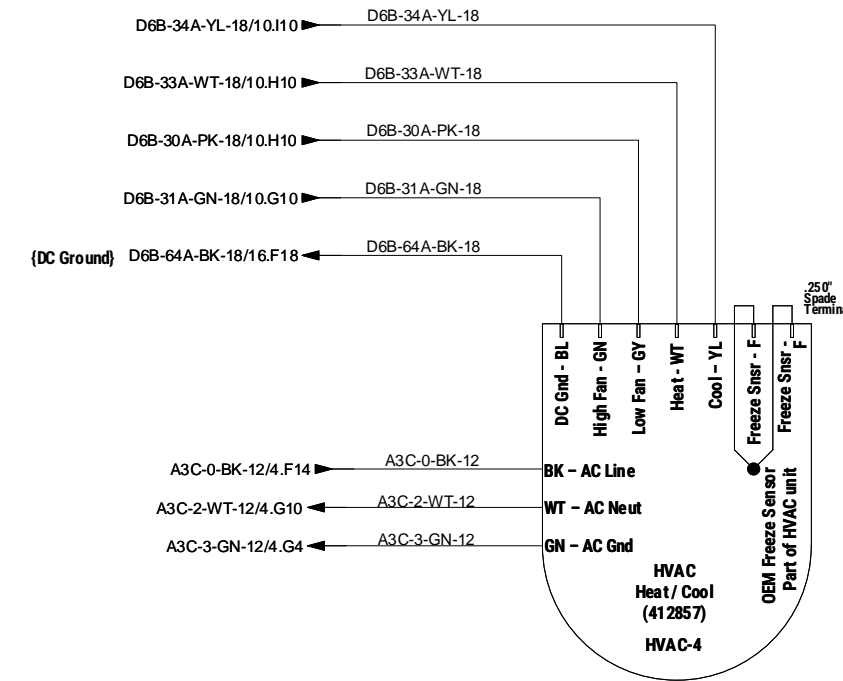 D6B-34A-YL-18/10.I10 D6B-34A-YL-18
D6B-33A-WT-18/10.H10 D6B-33A-WT-18
D6B-30A-PK-18/10.H10 D6B-30A-PK-18
D6B-31A-GN-18/10.G10 D6B-31A-GN-18
{DC Ground} D6B-64A-BK-18/16.F18 D6B-64A-BK-18
.250"
Spade
Termin
DC Gnd - BL
High Fan - GN
Low Fan – GY
Heat - WT
Cool – YL
Freeze Snsr - F
Freeze Snsr -
F
A3C-0-BK-12/4.F14 A3C-0-BK-12 BK – AC Line
A3C-2-WT-12/4.G10 A3C-2-WT-12 WT – AC Neut
A3C-3-GN-12/4.G4 A3C-3-GN-12 GN – AC Gnd
OEM Freeze Sensor
Part of HVAC unit
HVAC
Heat / Cool
(412857)
HVAC-4